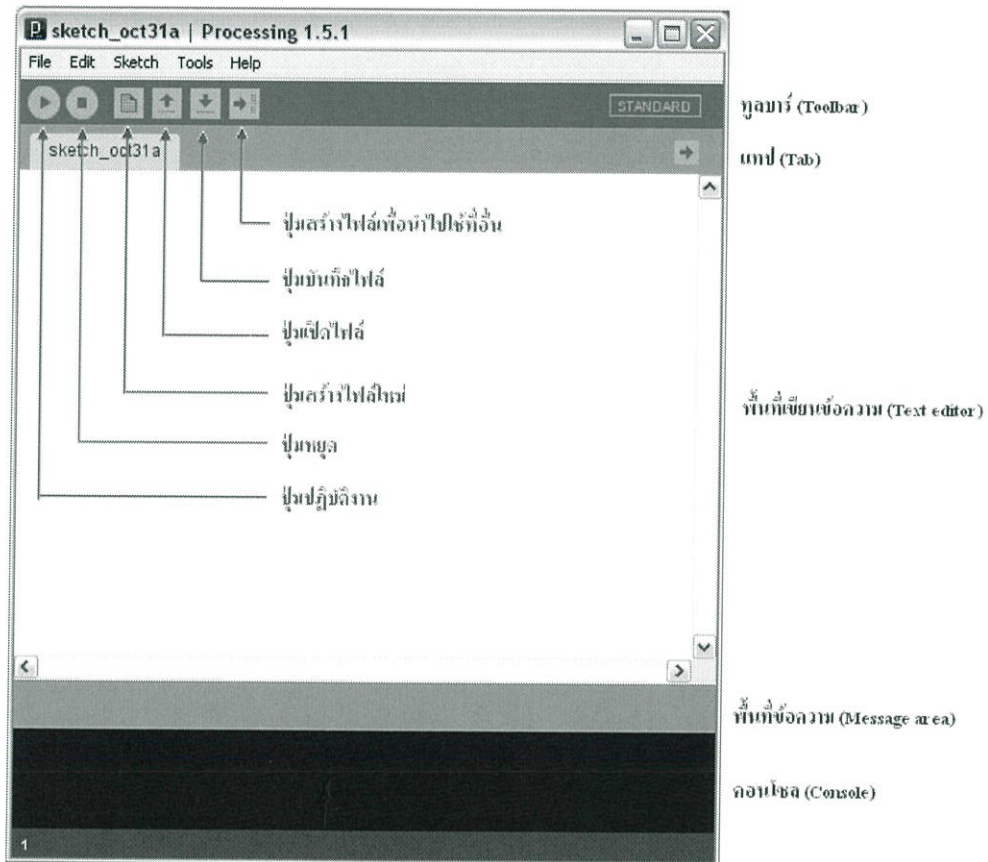 sketch_oct31a | Processing 1.5.1
File Edit Sketch Tools Help
STANDARD
ทูลบาร์ (Toolbar)
sketch_oct31a
แทป (Tab)
ปุ่มสร้างไฟล์เพื่อนำไปใช้ที่อื่น
ปุ่มบันทึกไฟล์
ปุ่มเปิดไฟล์
ปุ่มสร้างไฟล์ใหม่
พื้นที่เขียนข้อความ (Text editor)
ปุ่มหยุด
ปุ่มปฏิบัติงาน
พื้นที่ข้อความ (Message area)
คอนโซล (Console)
1